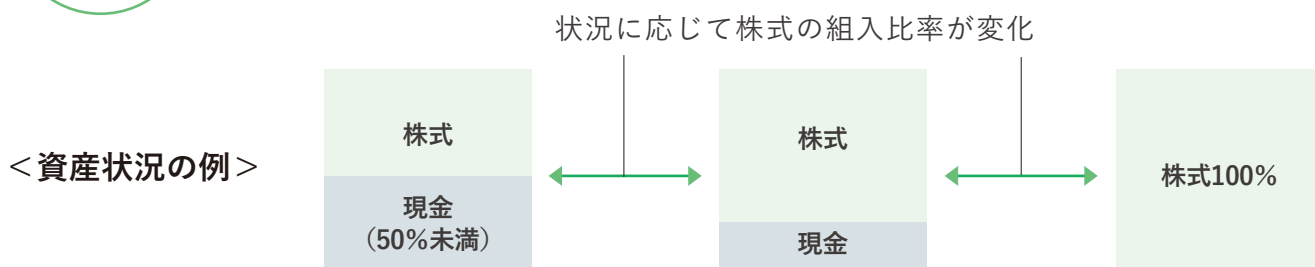 状況に応じて株式の組入比率が変化
＜資産状況の例＞
株式
現金
（50%未満）
株式
現金
株式100%